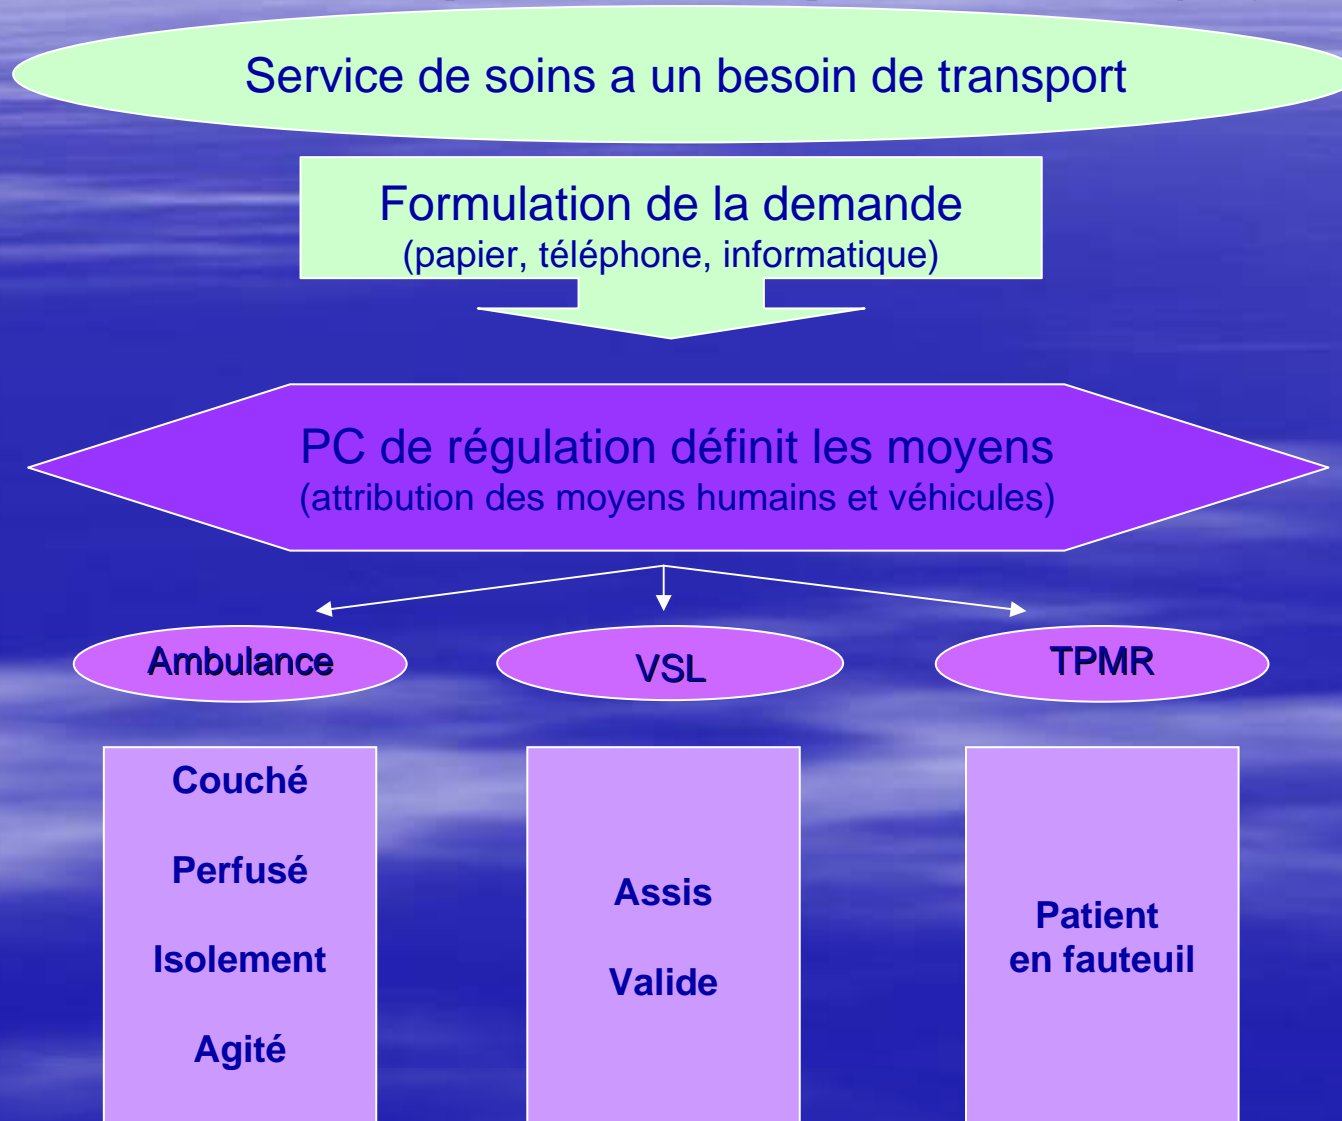 Service de soins a un besoin de transport
Formulation de la demande
(papier, téléphone, informatique)
PC de régulation définit les moyens
(attribution des moyens humains et véhicules)
Ambulance
VSL
TPMR
Couché
Perfusé
Isolement
Agité
Assis
Valide
Patient
en fauteuil